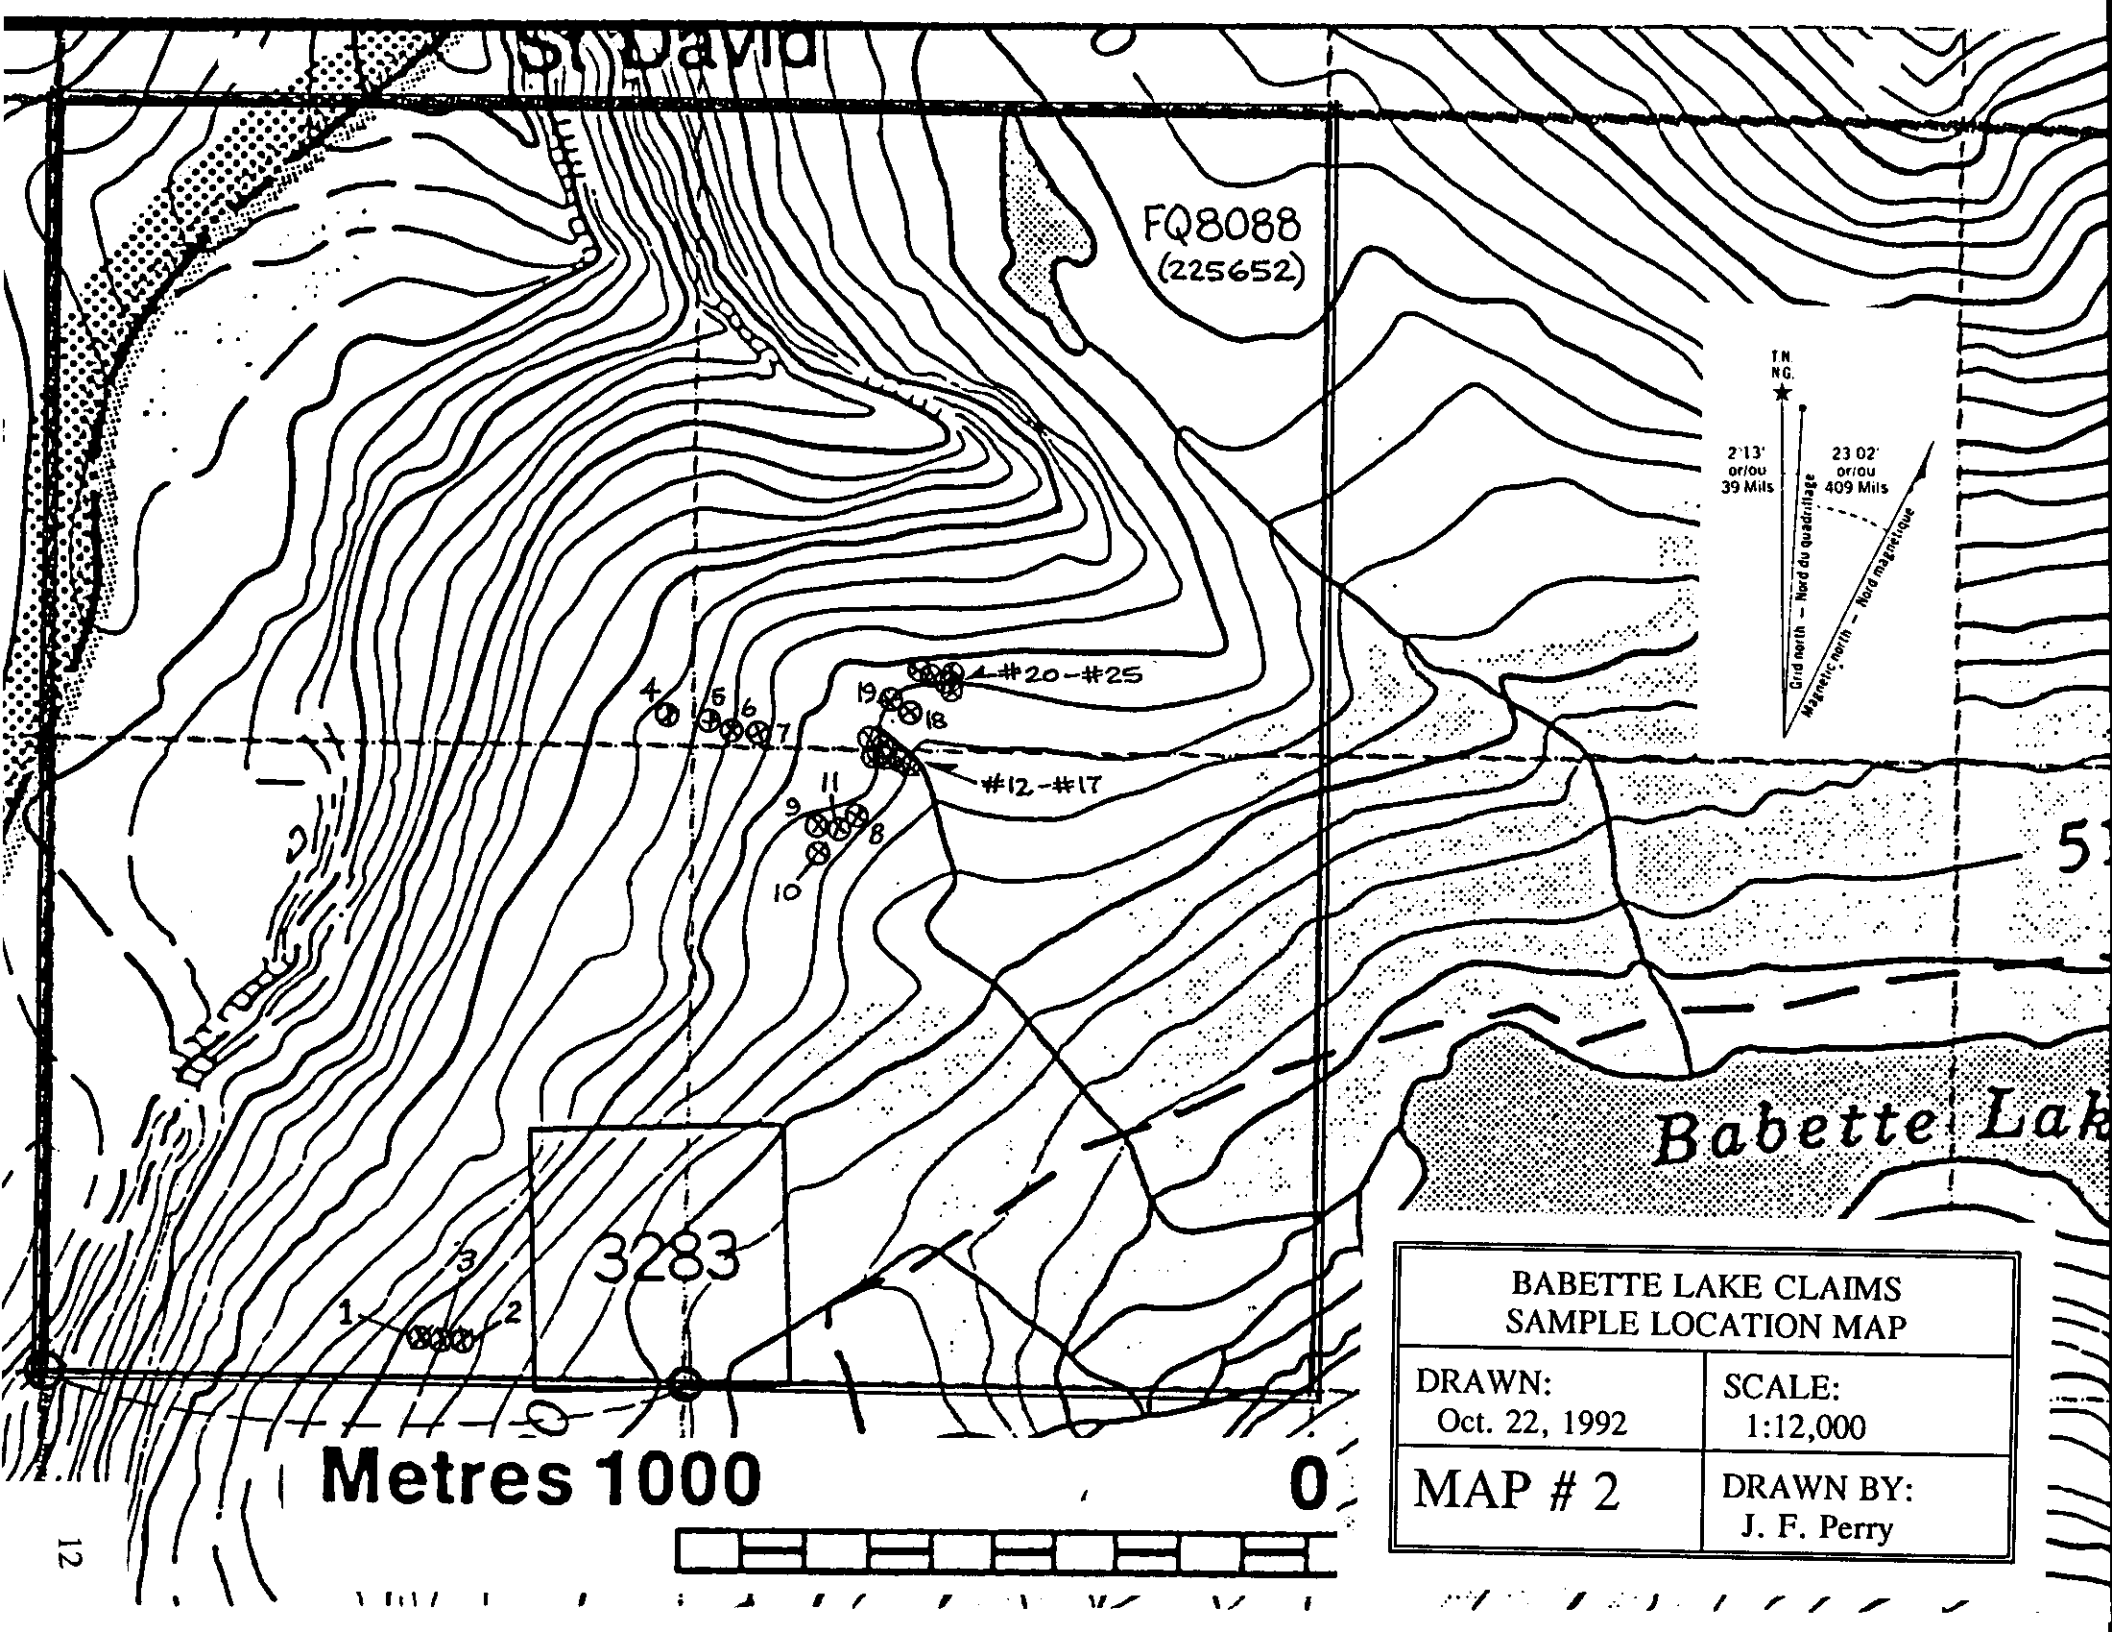 St David
FQ8088
(225652)
T.N.
N.G.
2°13'
or/ou
39 Mils
23 02'
or/ou
409 Mils
Grid north — Nord du quadrillage
Magnetic north — Nord magnetique
4
5
6
7
19
18
#20-#25
#12-#17
11
9
8
10
51
Babette Lak
3283
3
1
2
BABETTE LAKE CLAIMS
SAMPLE LOCATION MAP
DRAWN:
Oct. 22, 1992
SCALE:
1:12,000
MAP # 2
DRAWN BY:
J. F. Perry
Metres 1000
0
12